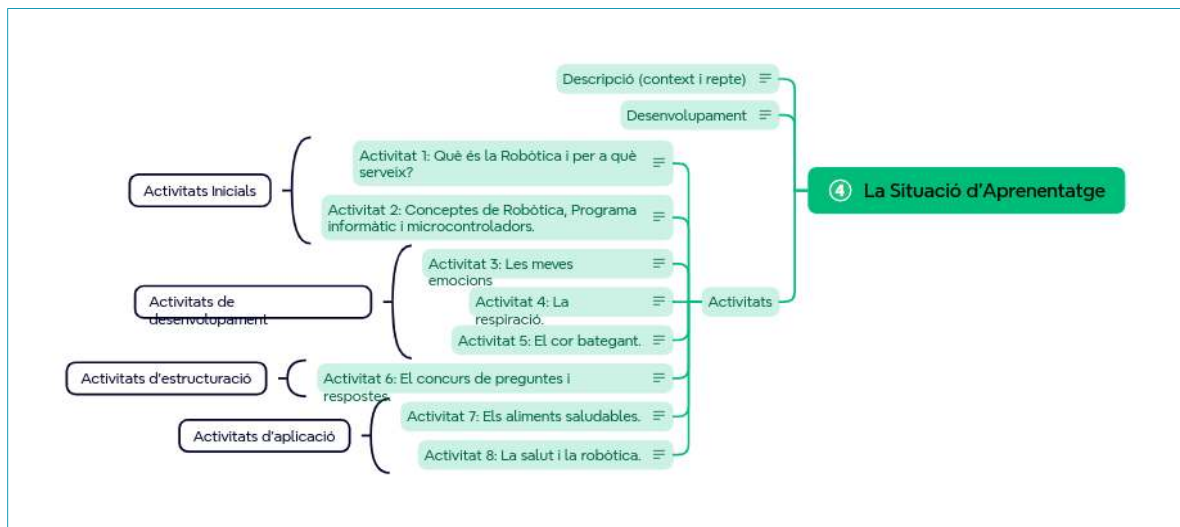 Descripció (context i repte)
Desenvolupament
④ La Situació d'Aprenentatge
Activitat 1: Què és la Robòtica i per a què
serveix?
Activitats Inicials
Activitat 2: Conceptes de Robòtica, Programa
informàtic i microcontroladors.
Activitat 3: Les meves
emocions
Activitats de
desenvolupament
Activitat 4: La
respiració.
Activitats
Activitat 5: El cor bategant.
Activitats d'estructuració
Activitat 6: El concurs de preguntes i
respostes
Activitat 7: Els aliments saludables.
Activitats d'aplicació
Activitat 8: La salut i la robòtica.